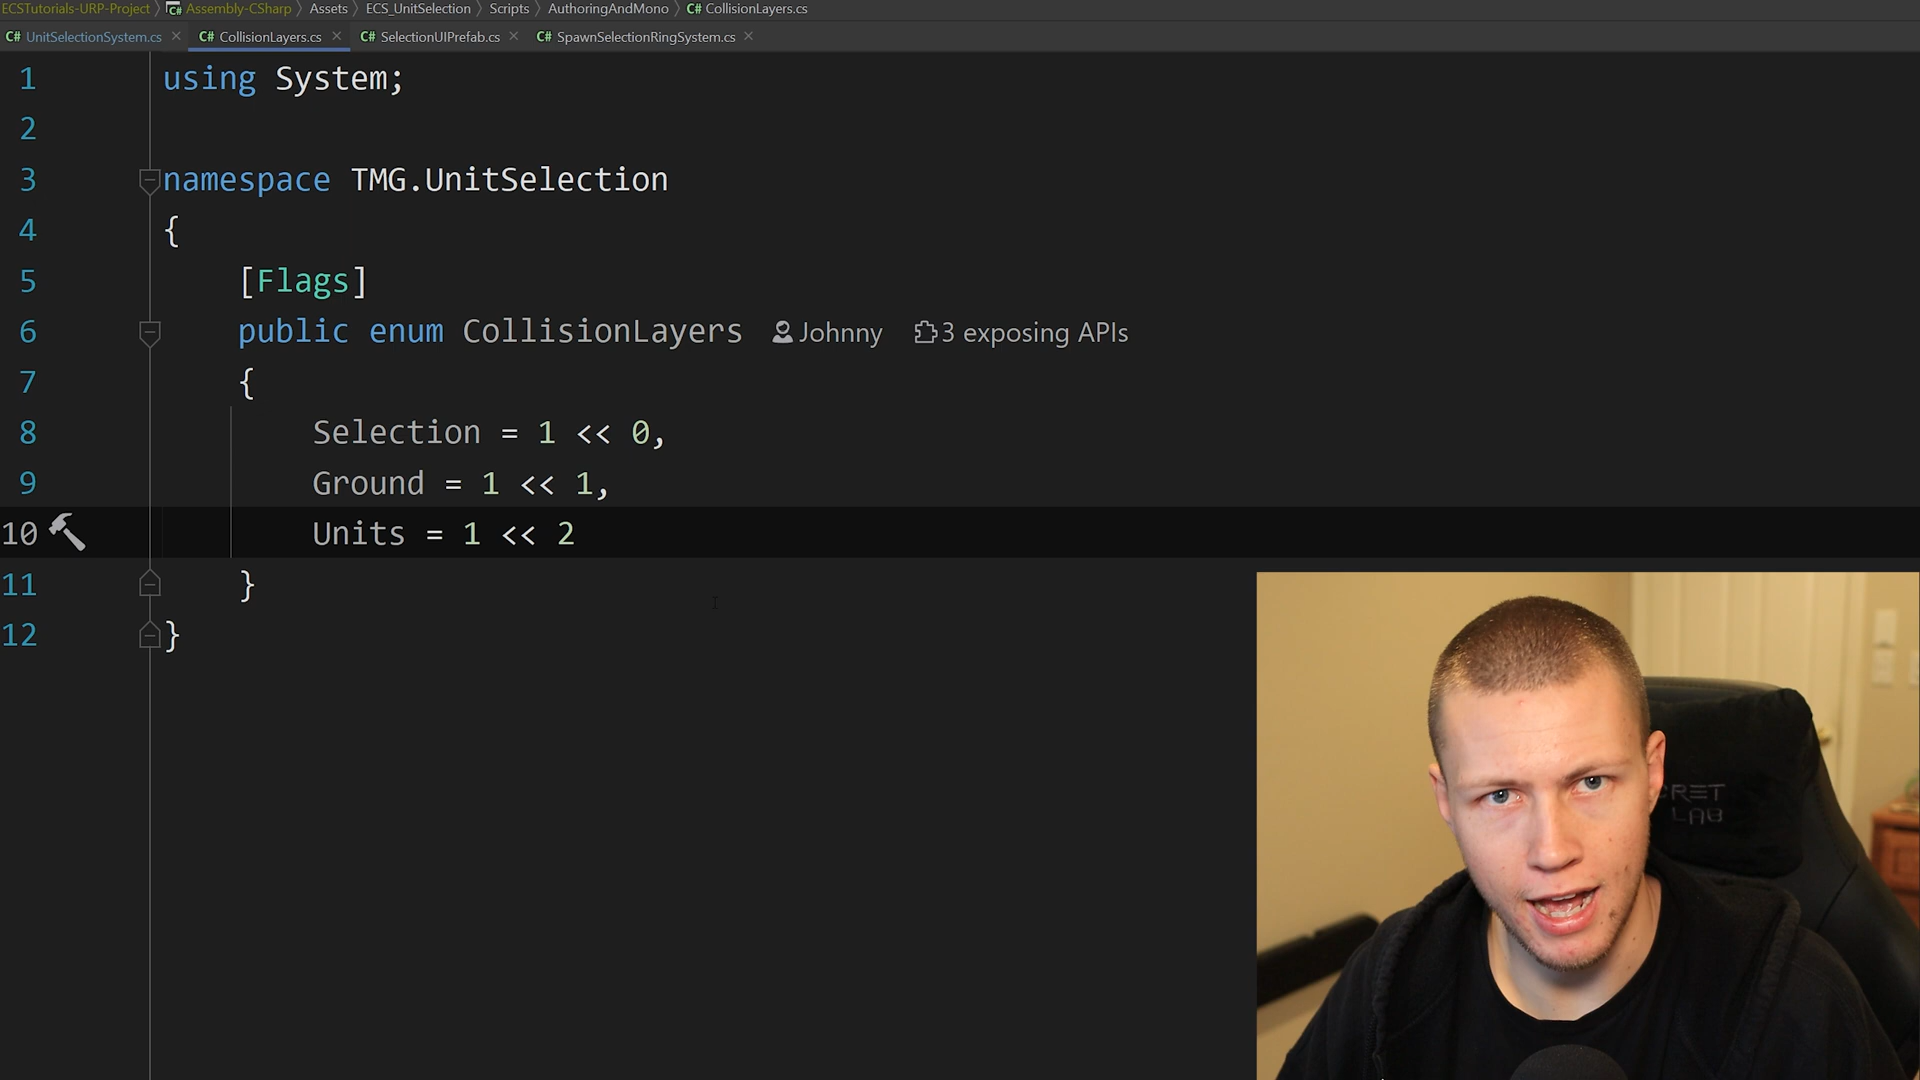 ECSTutorials-URP-Project > C# Assembly-CSharp > Assets > ECS_UnitSelection > Scripts > AuthoringAndMono > C# CollisionLayers.cs
C# UnitSelectionSystem.cs × C# CollisionLayers.cs × C# SelectionUIPrefab.cs × C# SpawnSelectionRingSystem.cs ×
1 using System;
2
3 namespace TMG.UnitSelection
4 {
5 [Flags]
6 public enum CollisionLayers Johnny 3 exposing APIs
7 {
8 Selection = 1 << 0,
9 Ground = 1 << 1,
10 Units = 1 << 2
11 }
12 }
CRET
LAB